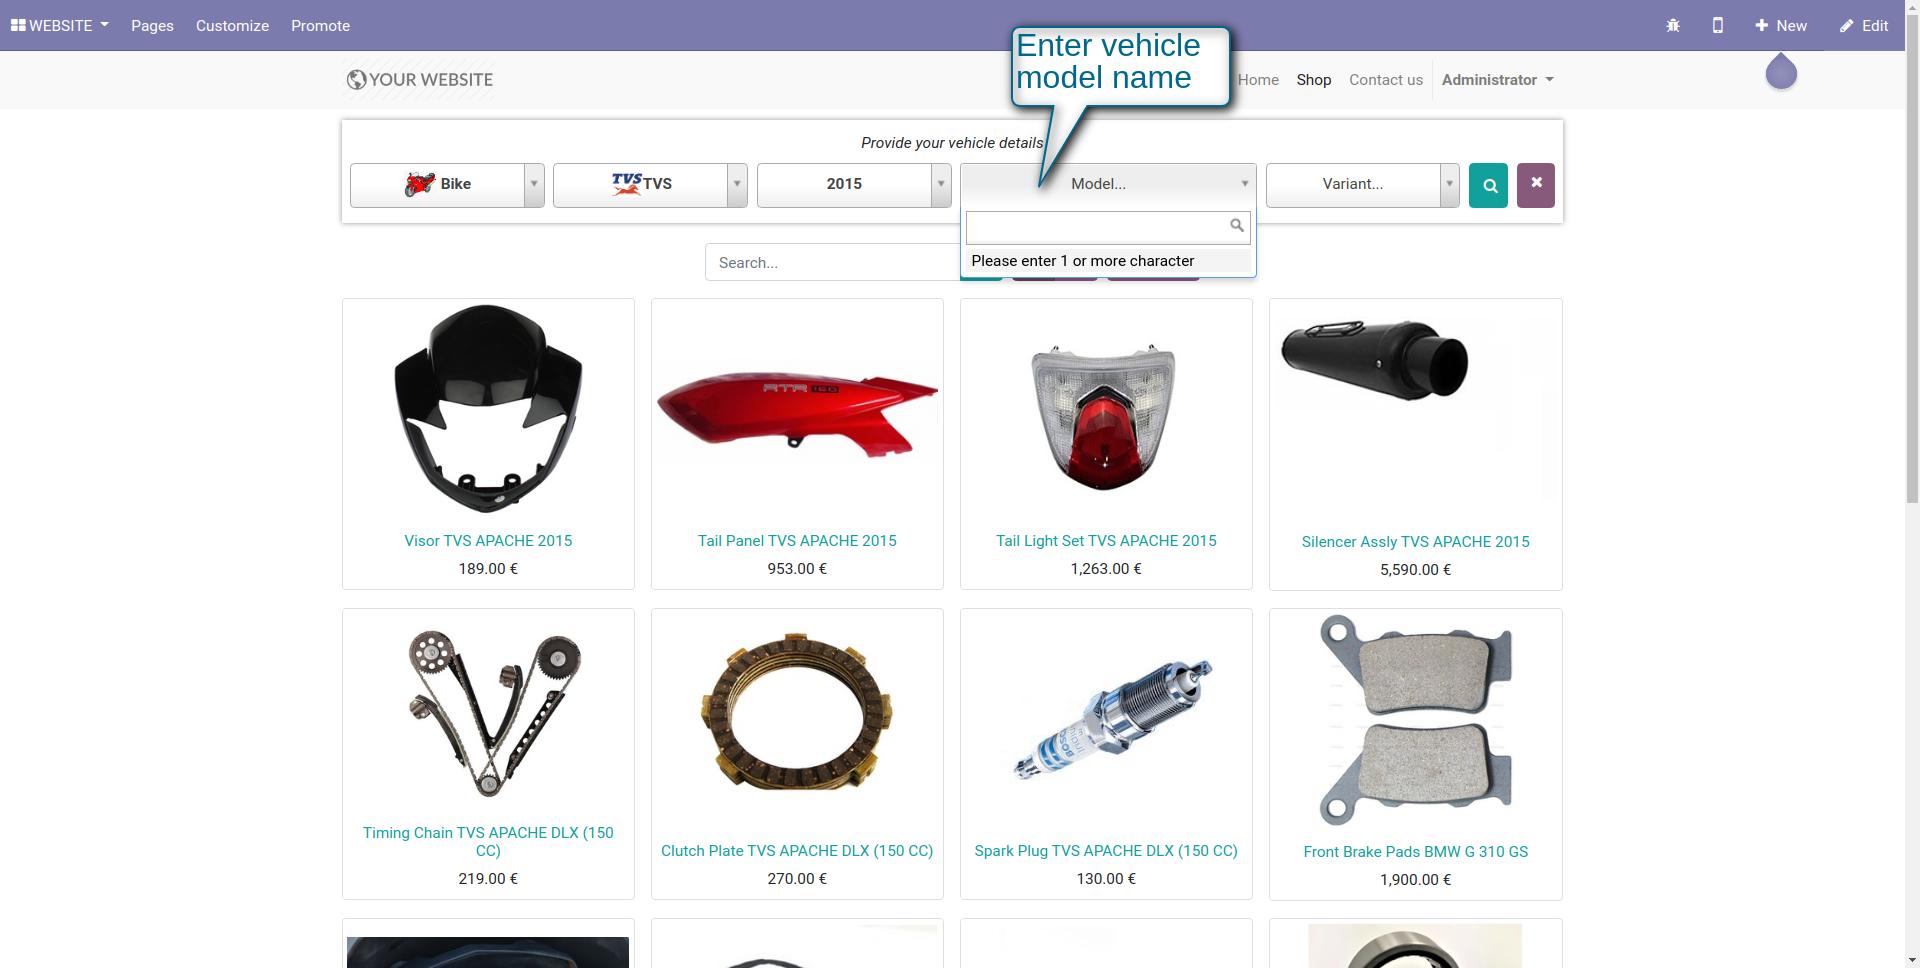 WEBSITE Pages Customize Promote New Edit
Enter vehicle
model name
YOUR WEBSITE Home Shop Contact us Administrator
Provide your vehicle details
Bike TVS TVS 2015 Model... Variant...
Search... Please enter 1 or more character
RTR 160
Visor TVS APACHE 2015 Tail Panel TVS APACHE 2015 Tail Light Set TVS APACHE 2015 Silencer Assly TVS APACHE 2015
189.00 € 953.00 € 1,263.00 € 5,590.00 €
BOSCH
Timing Chain TVS APACHE DLX (150
CC) Clutch Plate TVS APACHE DLX (150 CC) Spark Plug TVS APACHE DLX (150 CC) Front Brake Pads BMW G 310 GS
219.00 € 270.00 € 130.00 € 1,900.00 €